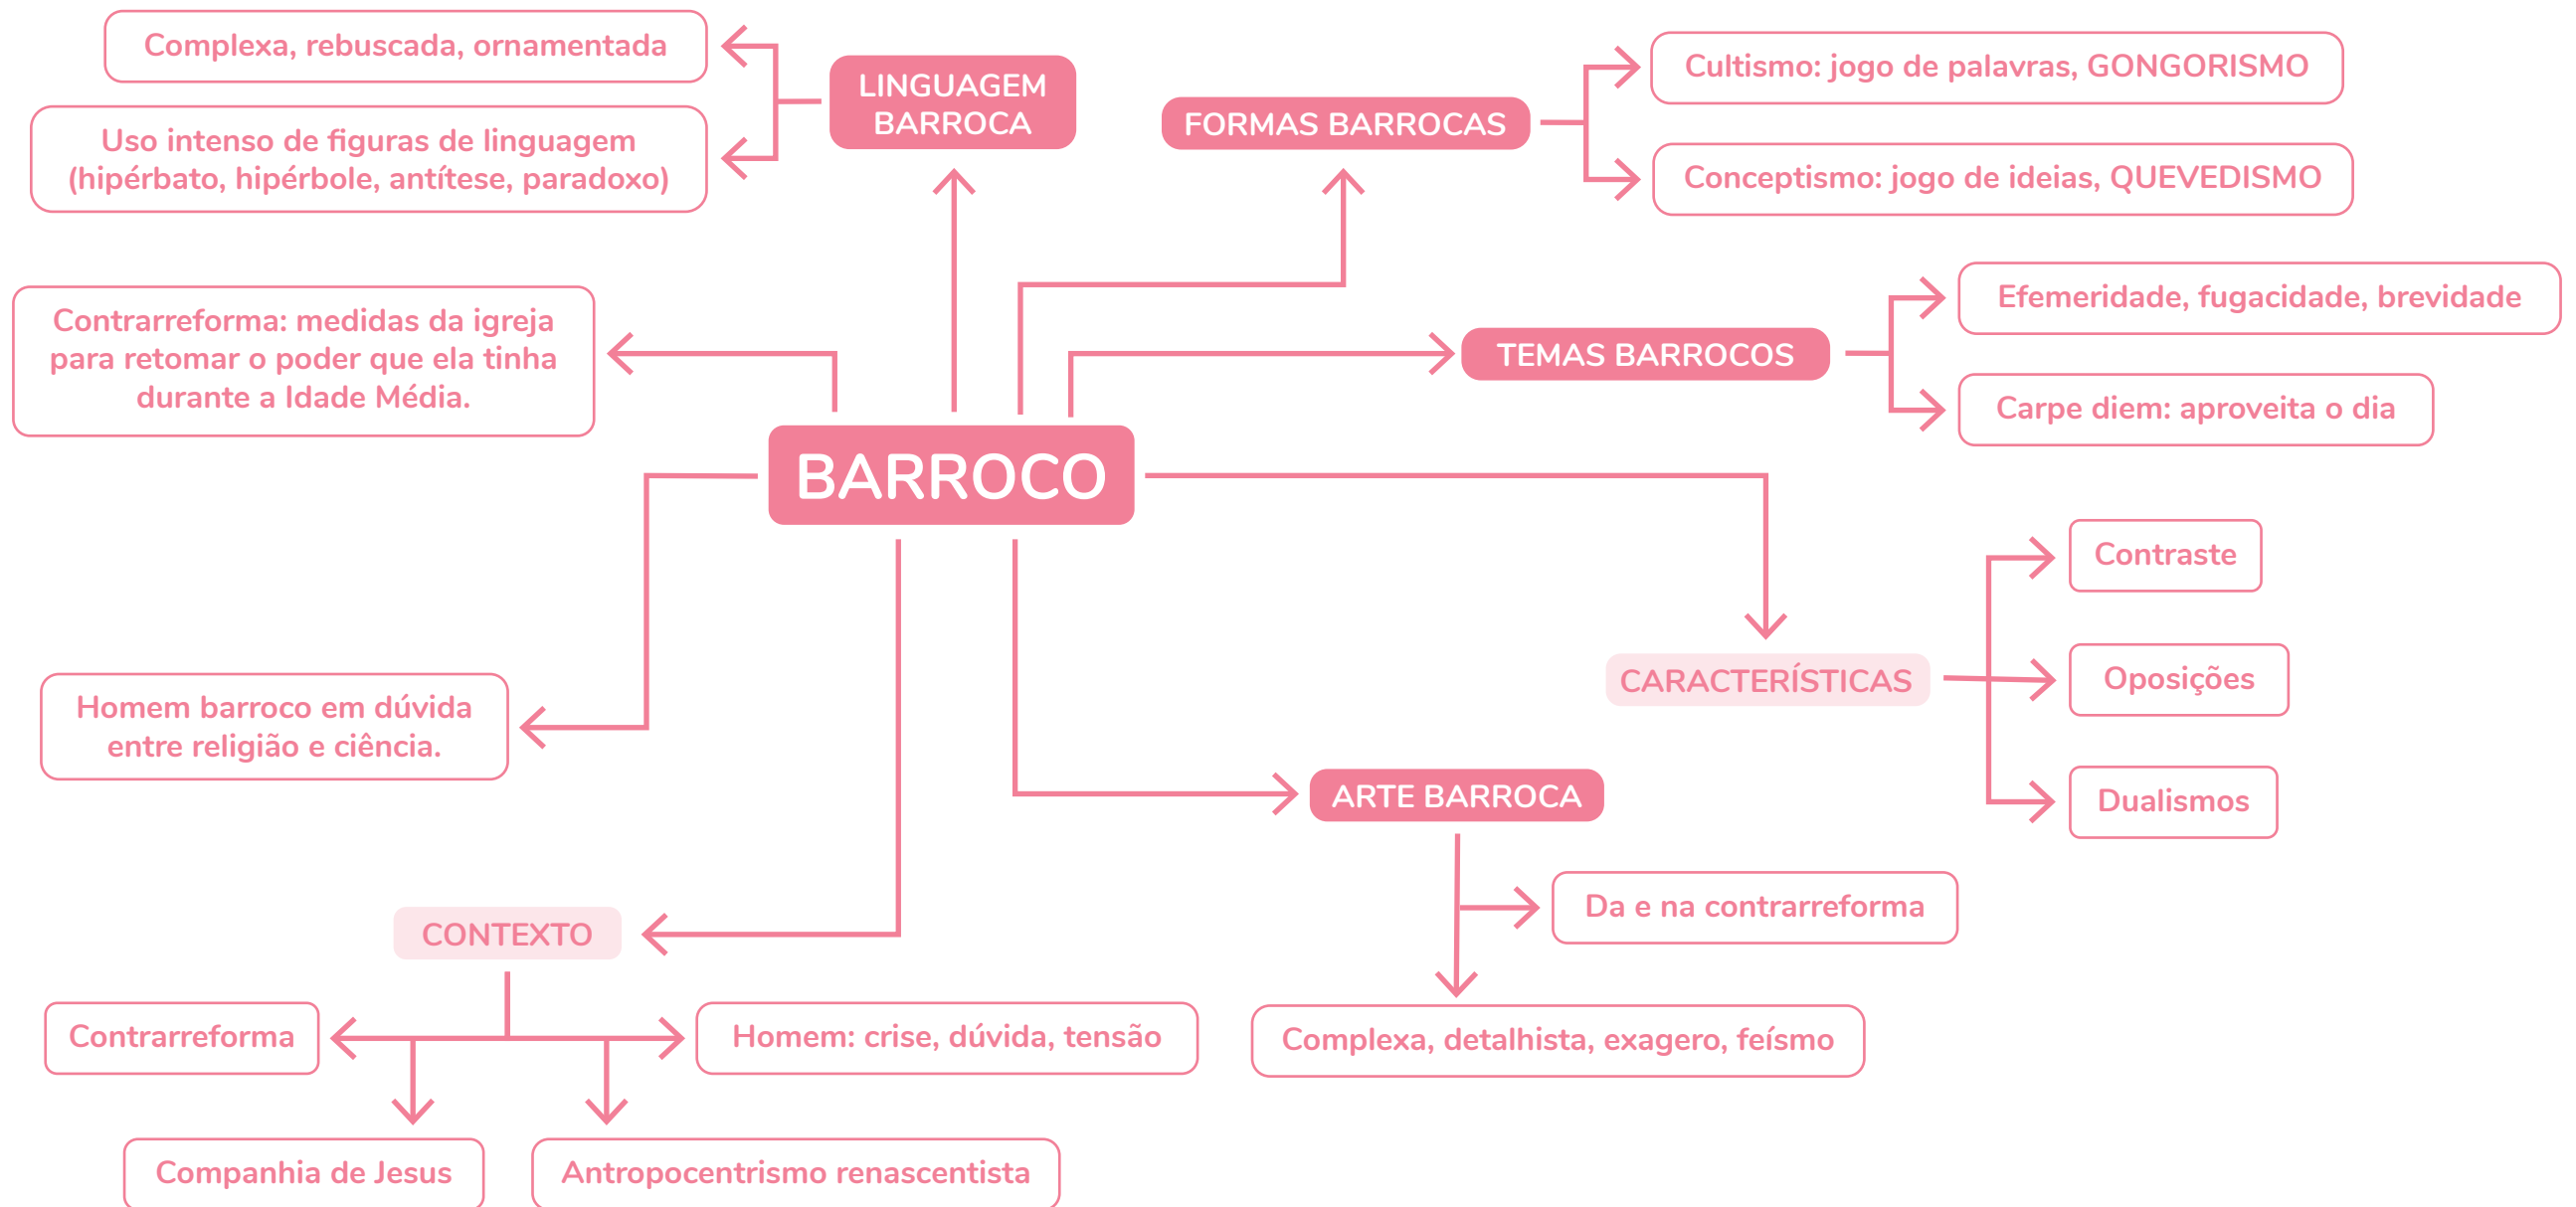 Complexa, rebuscada, ornamentada
Uso intenso de figuras de linguagem
(hipérbato, hipérbole, antítese, paradoxo)
LINGUAGEM
BARROCA
FORMAS BARROCAS
Cultismo: jogo de palavras, GONGORISMO
Conceptismo: jogo de ideias, QUEVEDISMO
Contrarreforma: medidas da igreja
para retomar o poder que ela tinha
durante a Idade Média.
TEMAS BARROCOS
Efemeridade, fugacidade, brevidade
Carpe diem: aproveita o dia
BARROCO
Homem barroco em dúvida
entre religião e ciência.
CARACTERÍSTICAS
Contraste
Oposições
Dualismos
ARTE BARROCA
Da e na contrarreforma
Complexa, detalhista, exagero, feísmo
CONTEXTO
Contrarreforma
Homem: crise, dúvida, tensão
Companhia de Jesus
Antropocentrismo renascentista